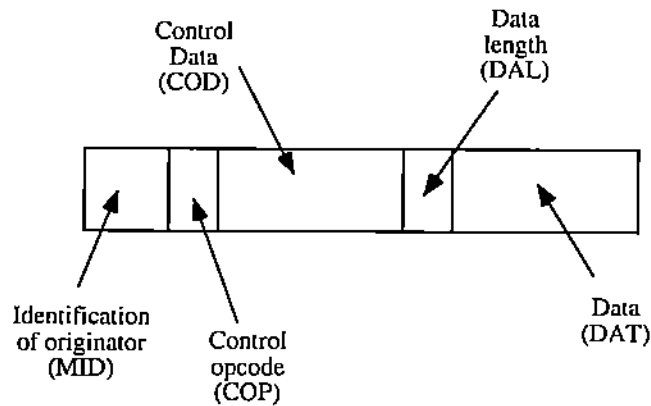 Control
Data
(COD)
Data
length
(DAL)
Identification
of originator
(MID)
Control
opcode
(COP)
Data
(DAT)